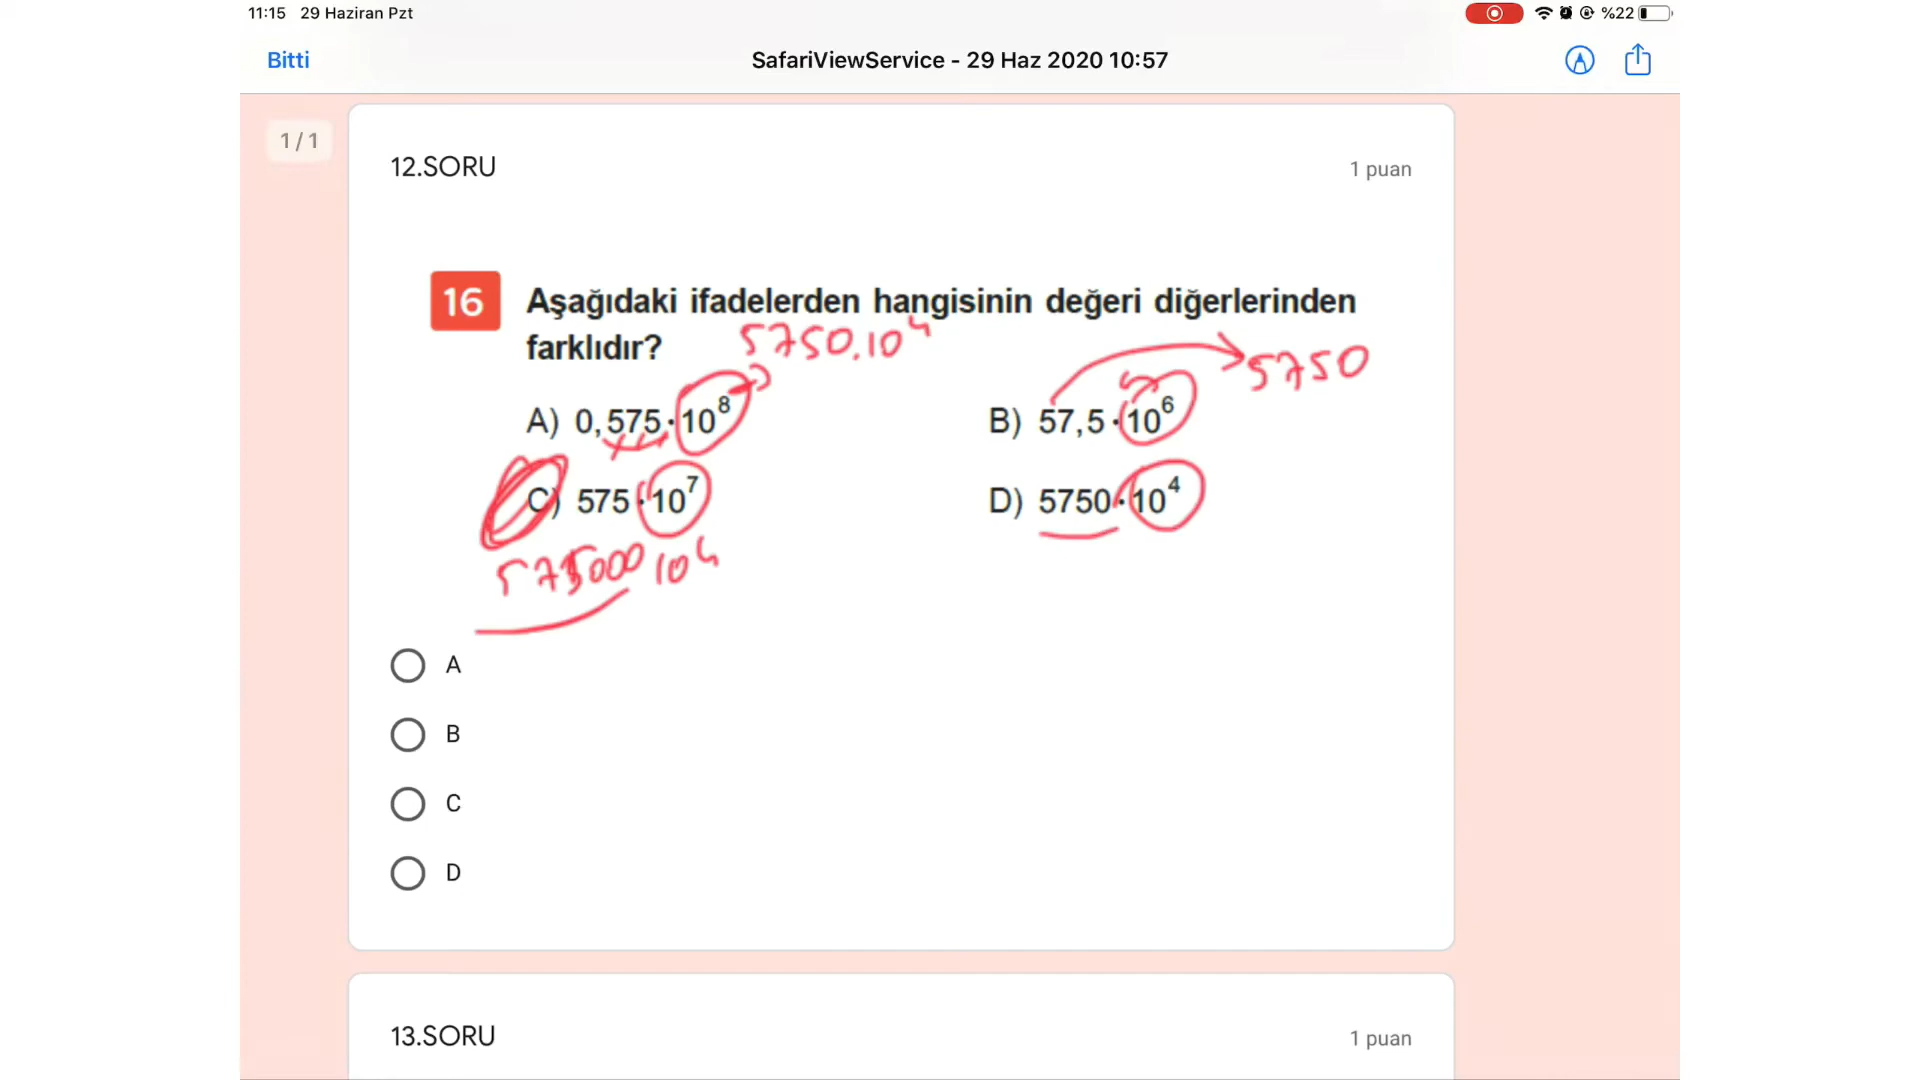 11:15 29 Haziran Pzt %22
Bitti SafariViewService - 29 Haz 2020 10:57
1 / 1
12.SORU 1 puan
16 Aşağıdaki ifadelerden hangisinin değeri diğerlerinden
farklıdır?
5750.10⁴
5750
A) 0,575·10⁸ B) 57,5·10⁶
C) 575·10⁷ D) 5750·10⁴
575000 10⁴
A
B
C
D
13.SORU 1 puan